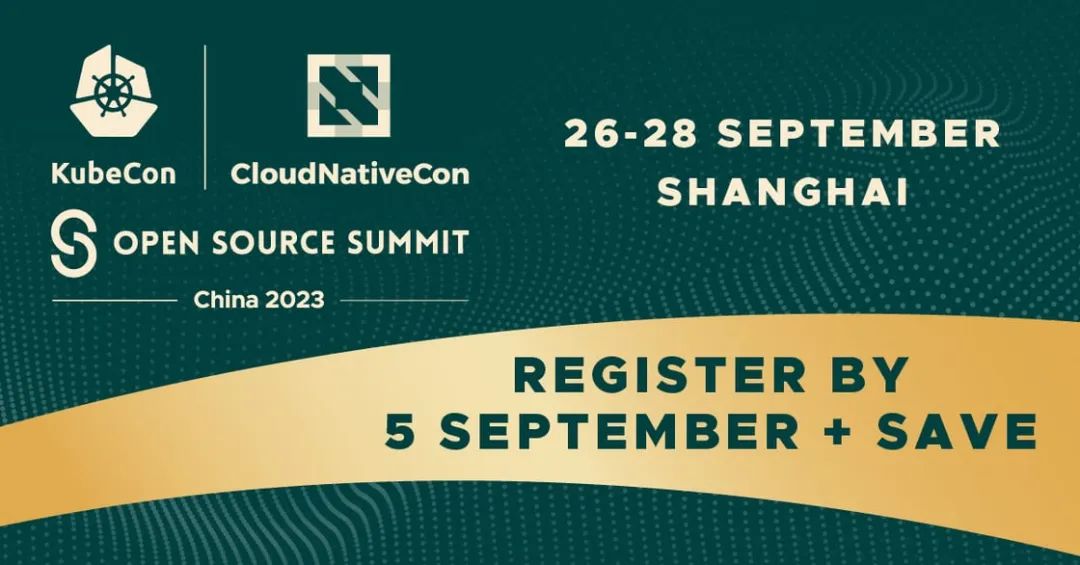 KubeCon
CloudNativeCon
OPEN SOURCE SUMMIT
China 2023
26-28 SEPTEMBER
SHANGHAI
REGISTER BY
5 SEPTEMBER + SAVE